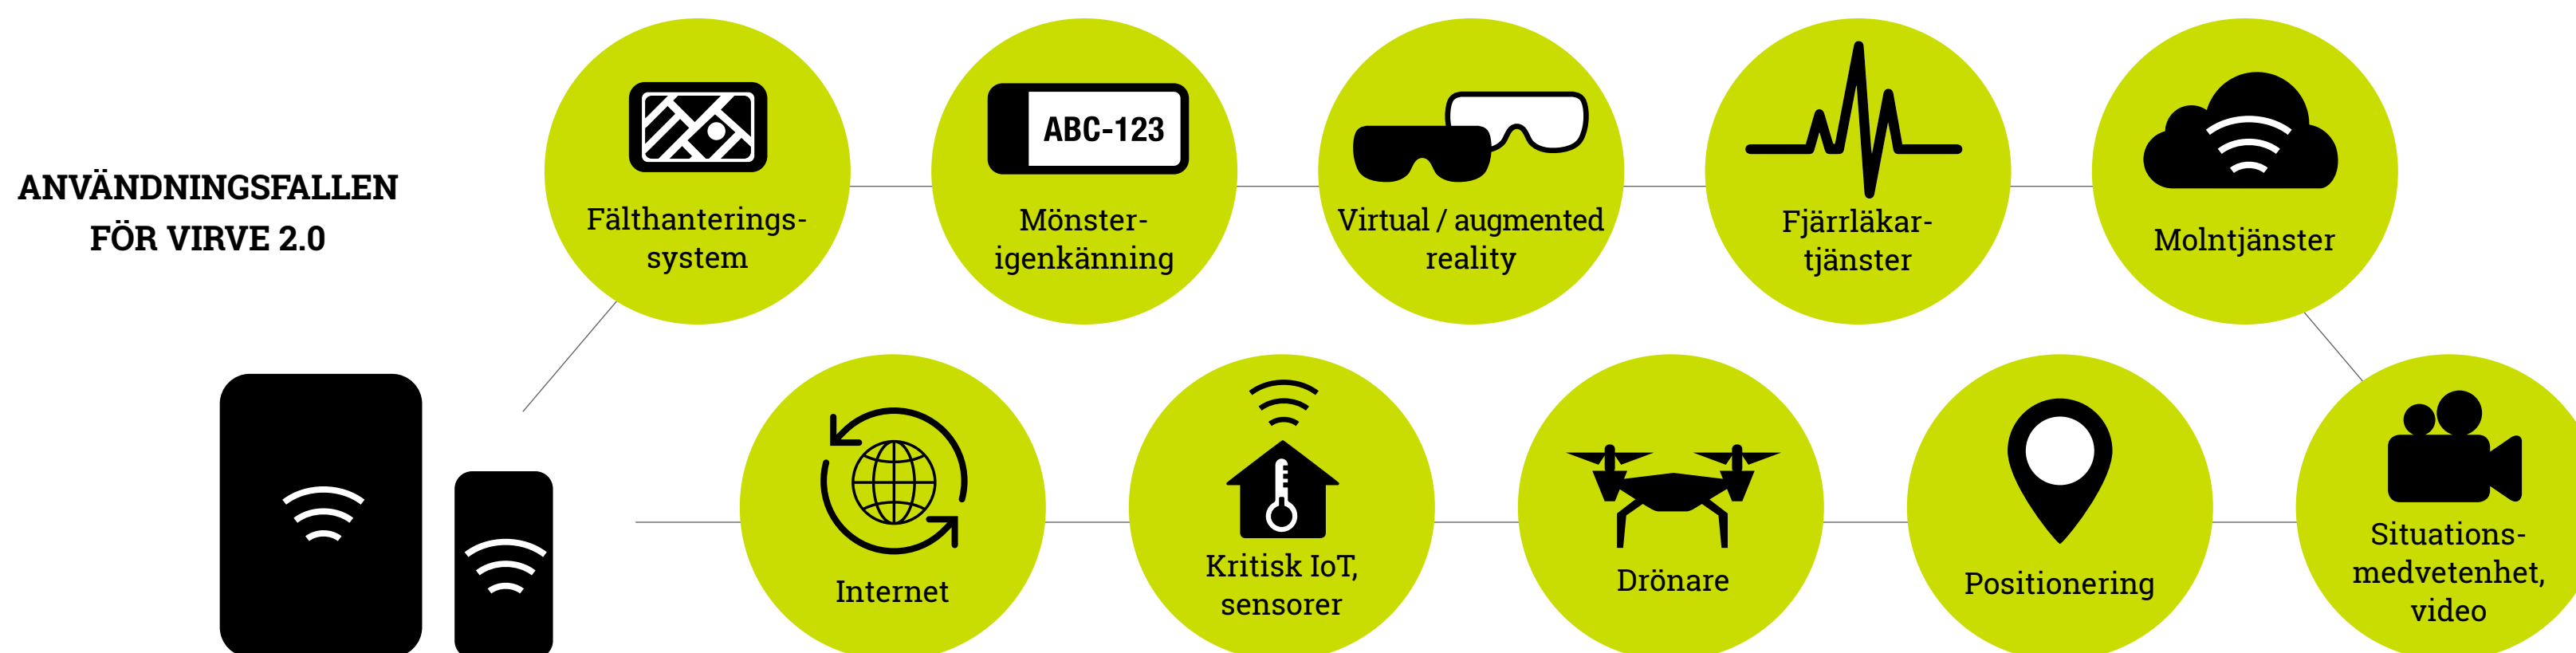 ANVÄNDNINGSFALLEN
FÖR VIRVE 2.0
Fälthanterings-
system
ABC-123
Mönster-
igenkänning
Virtual / augmented
reality
Fjärrläkar-
tjänster
Molntjänster
Internet
Kritisk IoT,
sensorer
Drönare
Positionering
Situations-
medvetenhet,
video